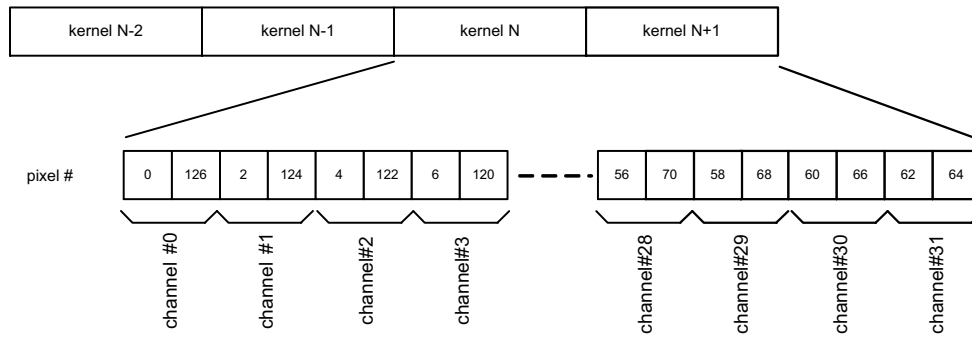 kernel N-2 kernel N-1 kernel N kernel N+1
pixel # 0 126 2 124 4 122 6 120 56 70 58 68 60 66 62 64
channel #0 channel #1 channel#2 channel#3 channel#28 channel#29 channel#30 channel#31